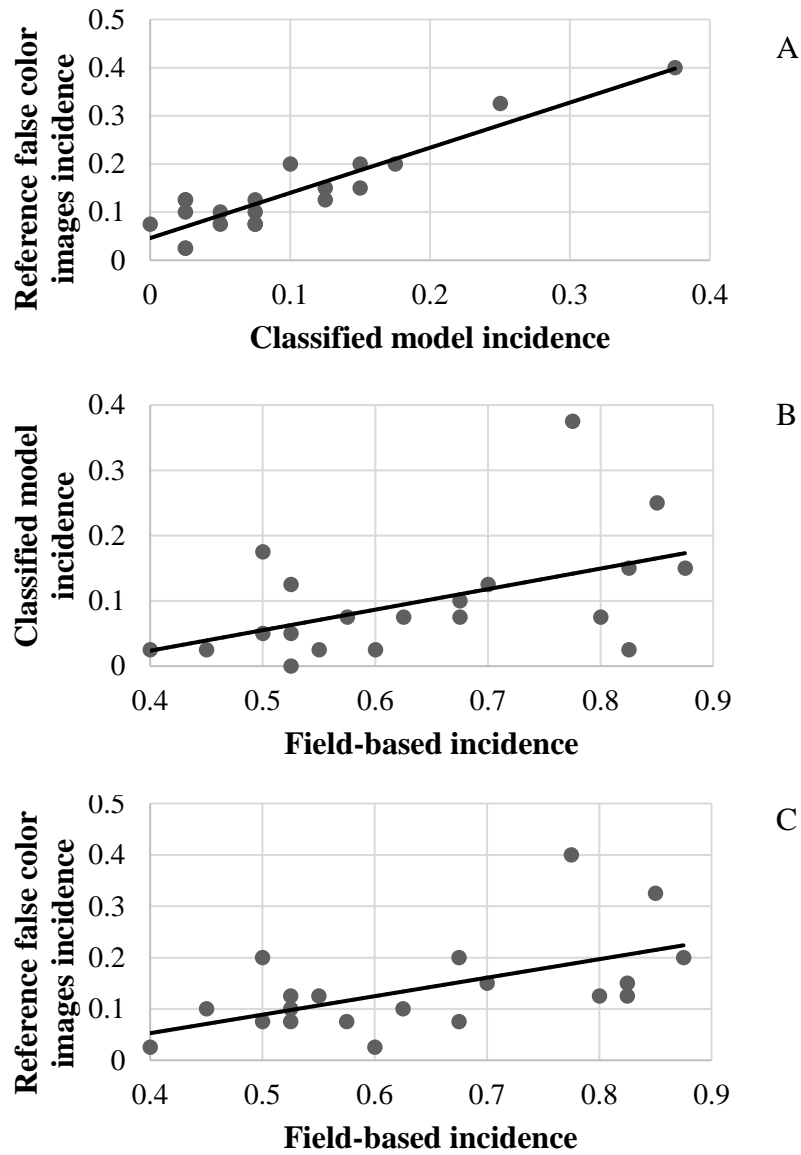 A
Reference false color
images incidence
0.5
0.4
0.3
0.2
0.1
0
0 0.1 0.2 0.3 0.4
Classified model incidence
B
Classified model
incidence
0.4
0.3
0.2
0.1
0
0.4 0.5 0.6 0.7 0.8 0.9
Field-based incidence
C
Reference false color
images incidence
0.5
0.4
0.3
0.2
0.1
0
0.4 0.5 0.6 0.7 0.8 0.9
Field-based incidence